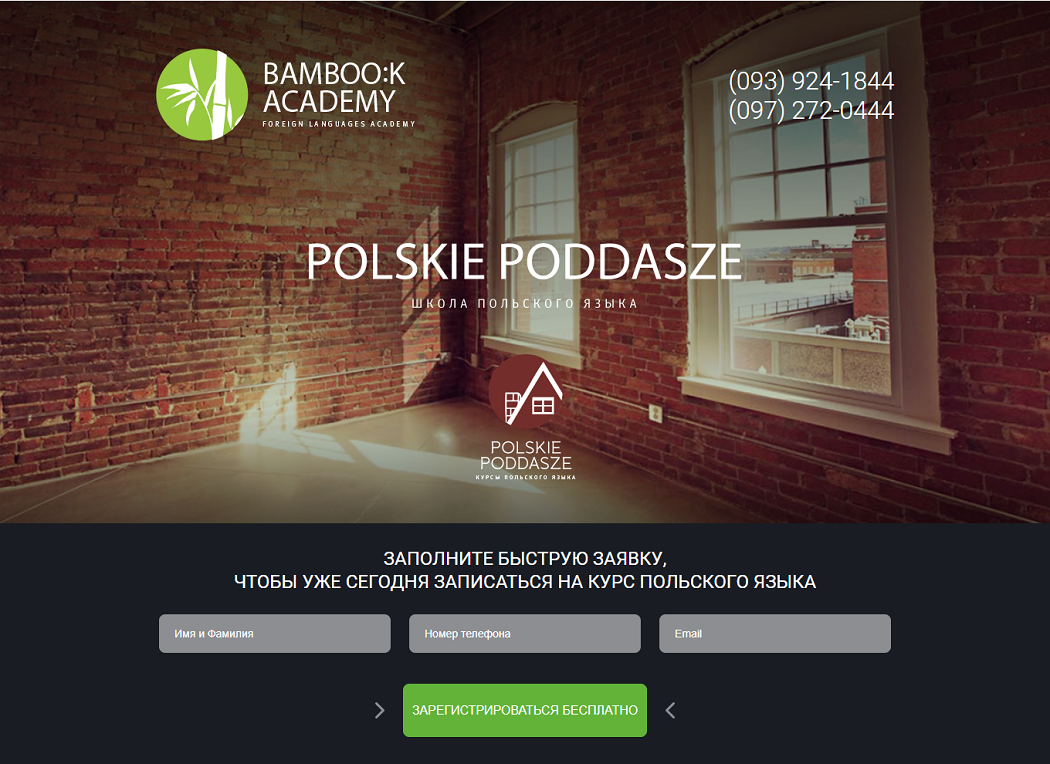 BAMBOO:K
ACADEMY
FOREIGN LANGUAGES ACADEMY
(093) 924-1844
(097) 272-0444
POLSKIE PODDASZE
ШКОЛА ПОЛЬСКОГО ЯЗЫКА
POLSKIE
PODDASZE
КУРСЫ ПОЛЬСКОГО ЯЗЫКА
ЗАПОЛНИТЕ БЫСТРУЮ ЗАЯВКУ,
ЧТОБЫ УЖЕ СЕГОДНЯ ЗАПИСАТЬСЯ НА КУРС ПОЛЬСКОГО ЯЗЫКА
Имя и Фамилия
Номер телефона
Email
ЗАРЕГИСТРИРОВАТЬСЯ БЕСПЛАТНО